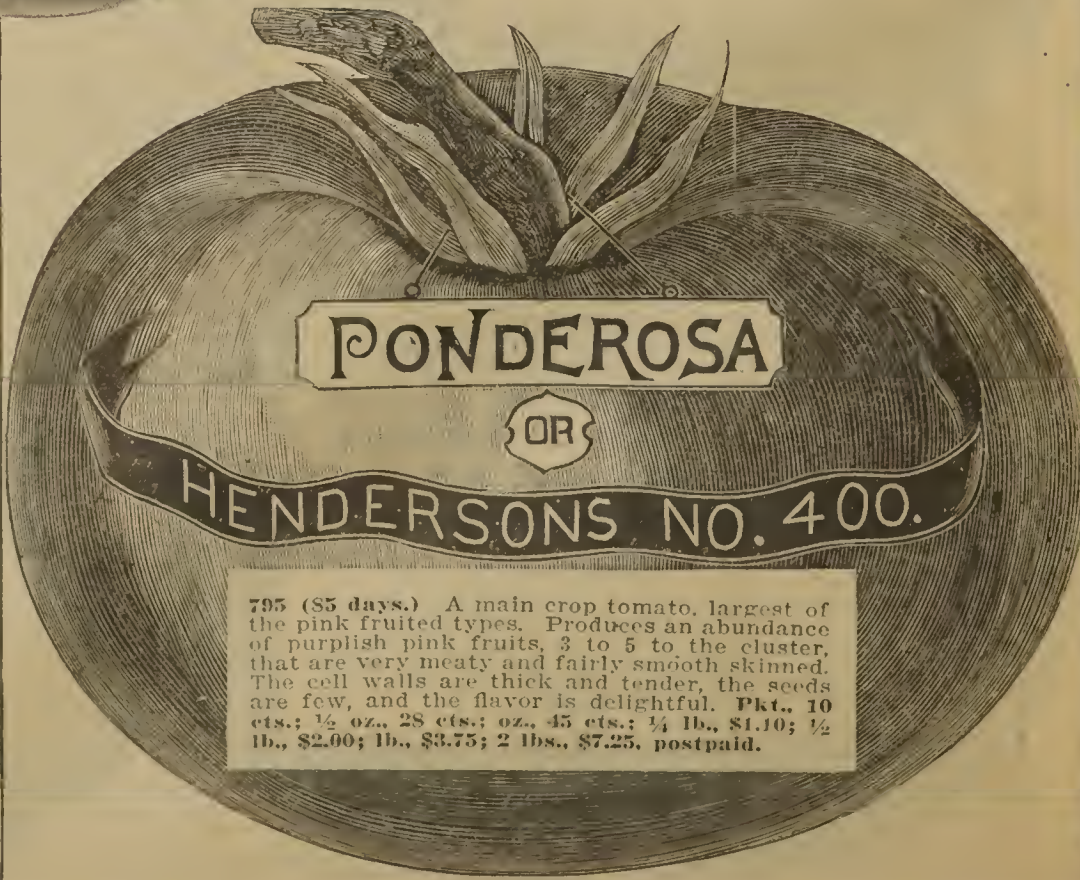 PONDEROSA
OR
HENDERSONS NO. 400.
795 (85 days.) A main crop tomato, largest of
the pink fruited types. Produces an abundance
of purplish pink fruits, 3 to 5 to the cluster,
that are very meaty and fairly smooth skinned.
The cell walls are thick and tender, the seeds
are few, and the flavor is delightful. Pkt., 10
cts.; ½ oz., 28 cts.; oz., 45 cts.; ¼ lb., $1.10; ½
lb., $2.00; lb., $3.75; 2 lbs., $7.25, postpaid.